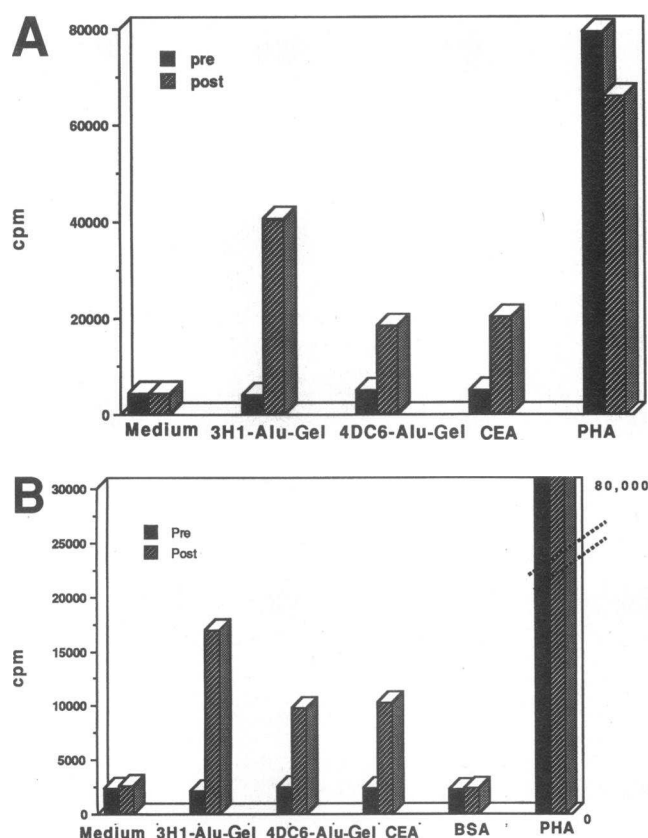 A
80000
60000
40000
20000
0
cpm
pre
post
Medium 3H1-Alu-Gel 4DC6-Alu-Gel CEA PHA
B
30000
25000
20000
15000
10000
5000
0
cpm
Pre
Post
80,000
0
Medium 3H1-Alu-Gel 4DC6-Alu-Gel CEA BSA PHA